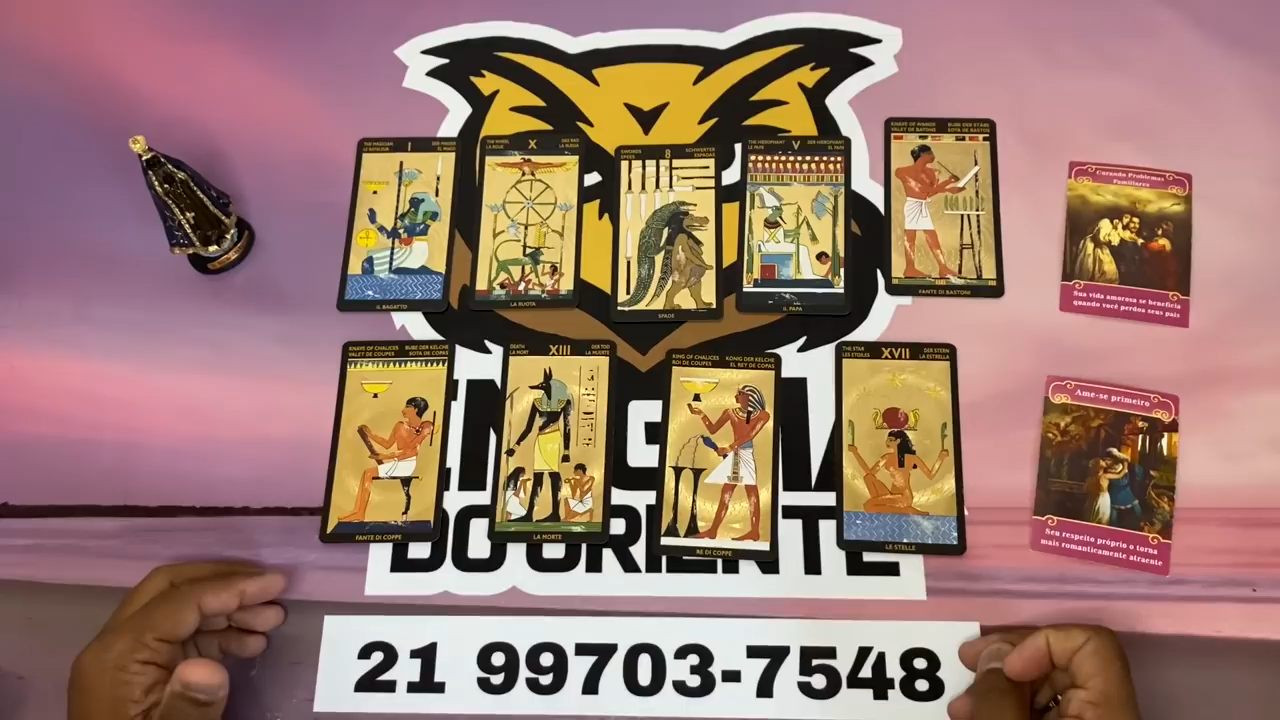 THE MAGICIAN
LE BATELEUR
I
IL BAGATTO
THE WHEEL
LA ROUE
X
DAS RAD
LA RUEDA
LA RUOTA
SWORDS
SPEES
8
SCHWERTER
ESPADAS
SPADE
THE HIEROPHANT
LE PAPE
V
DER HIEROPHANT
EL PAPA
IL PAPA
KNAVE OF WANDS
VALET DE BATONS
BUBE DER STÄBE
SOTA DE BASTOS
FANTE DI BASTONI
Curando Problemas
Familiares
Sua vida amorosa se beneficia
quando você perdoa seus pais
KNAVE OF CHALICES
VALET DE COUPES
BUBE DER KELCHE
SOTA DE COPAS
FANTE DI COPPE
DEATH
LA MORT
XIII
DER TOD
LA MUERTE
LA MORTE
KING OF CHALICES
ROI DE COUPES
KÖNIG DER KELCHE
EL REY DE COPAS
RE DI COPPE
THE STAR
LES ETOILES
XVII
DER STERN
LA ESTRELLA
LE STELLE
Ame-se primeiro
Seu respeito próprio o torna
mais romanticamente atraente
DO ORIENTE
21 99703-7548